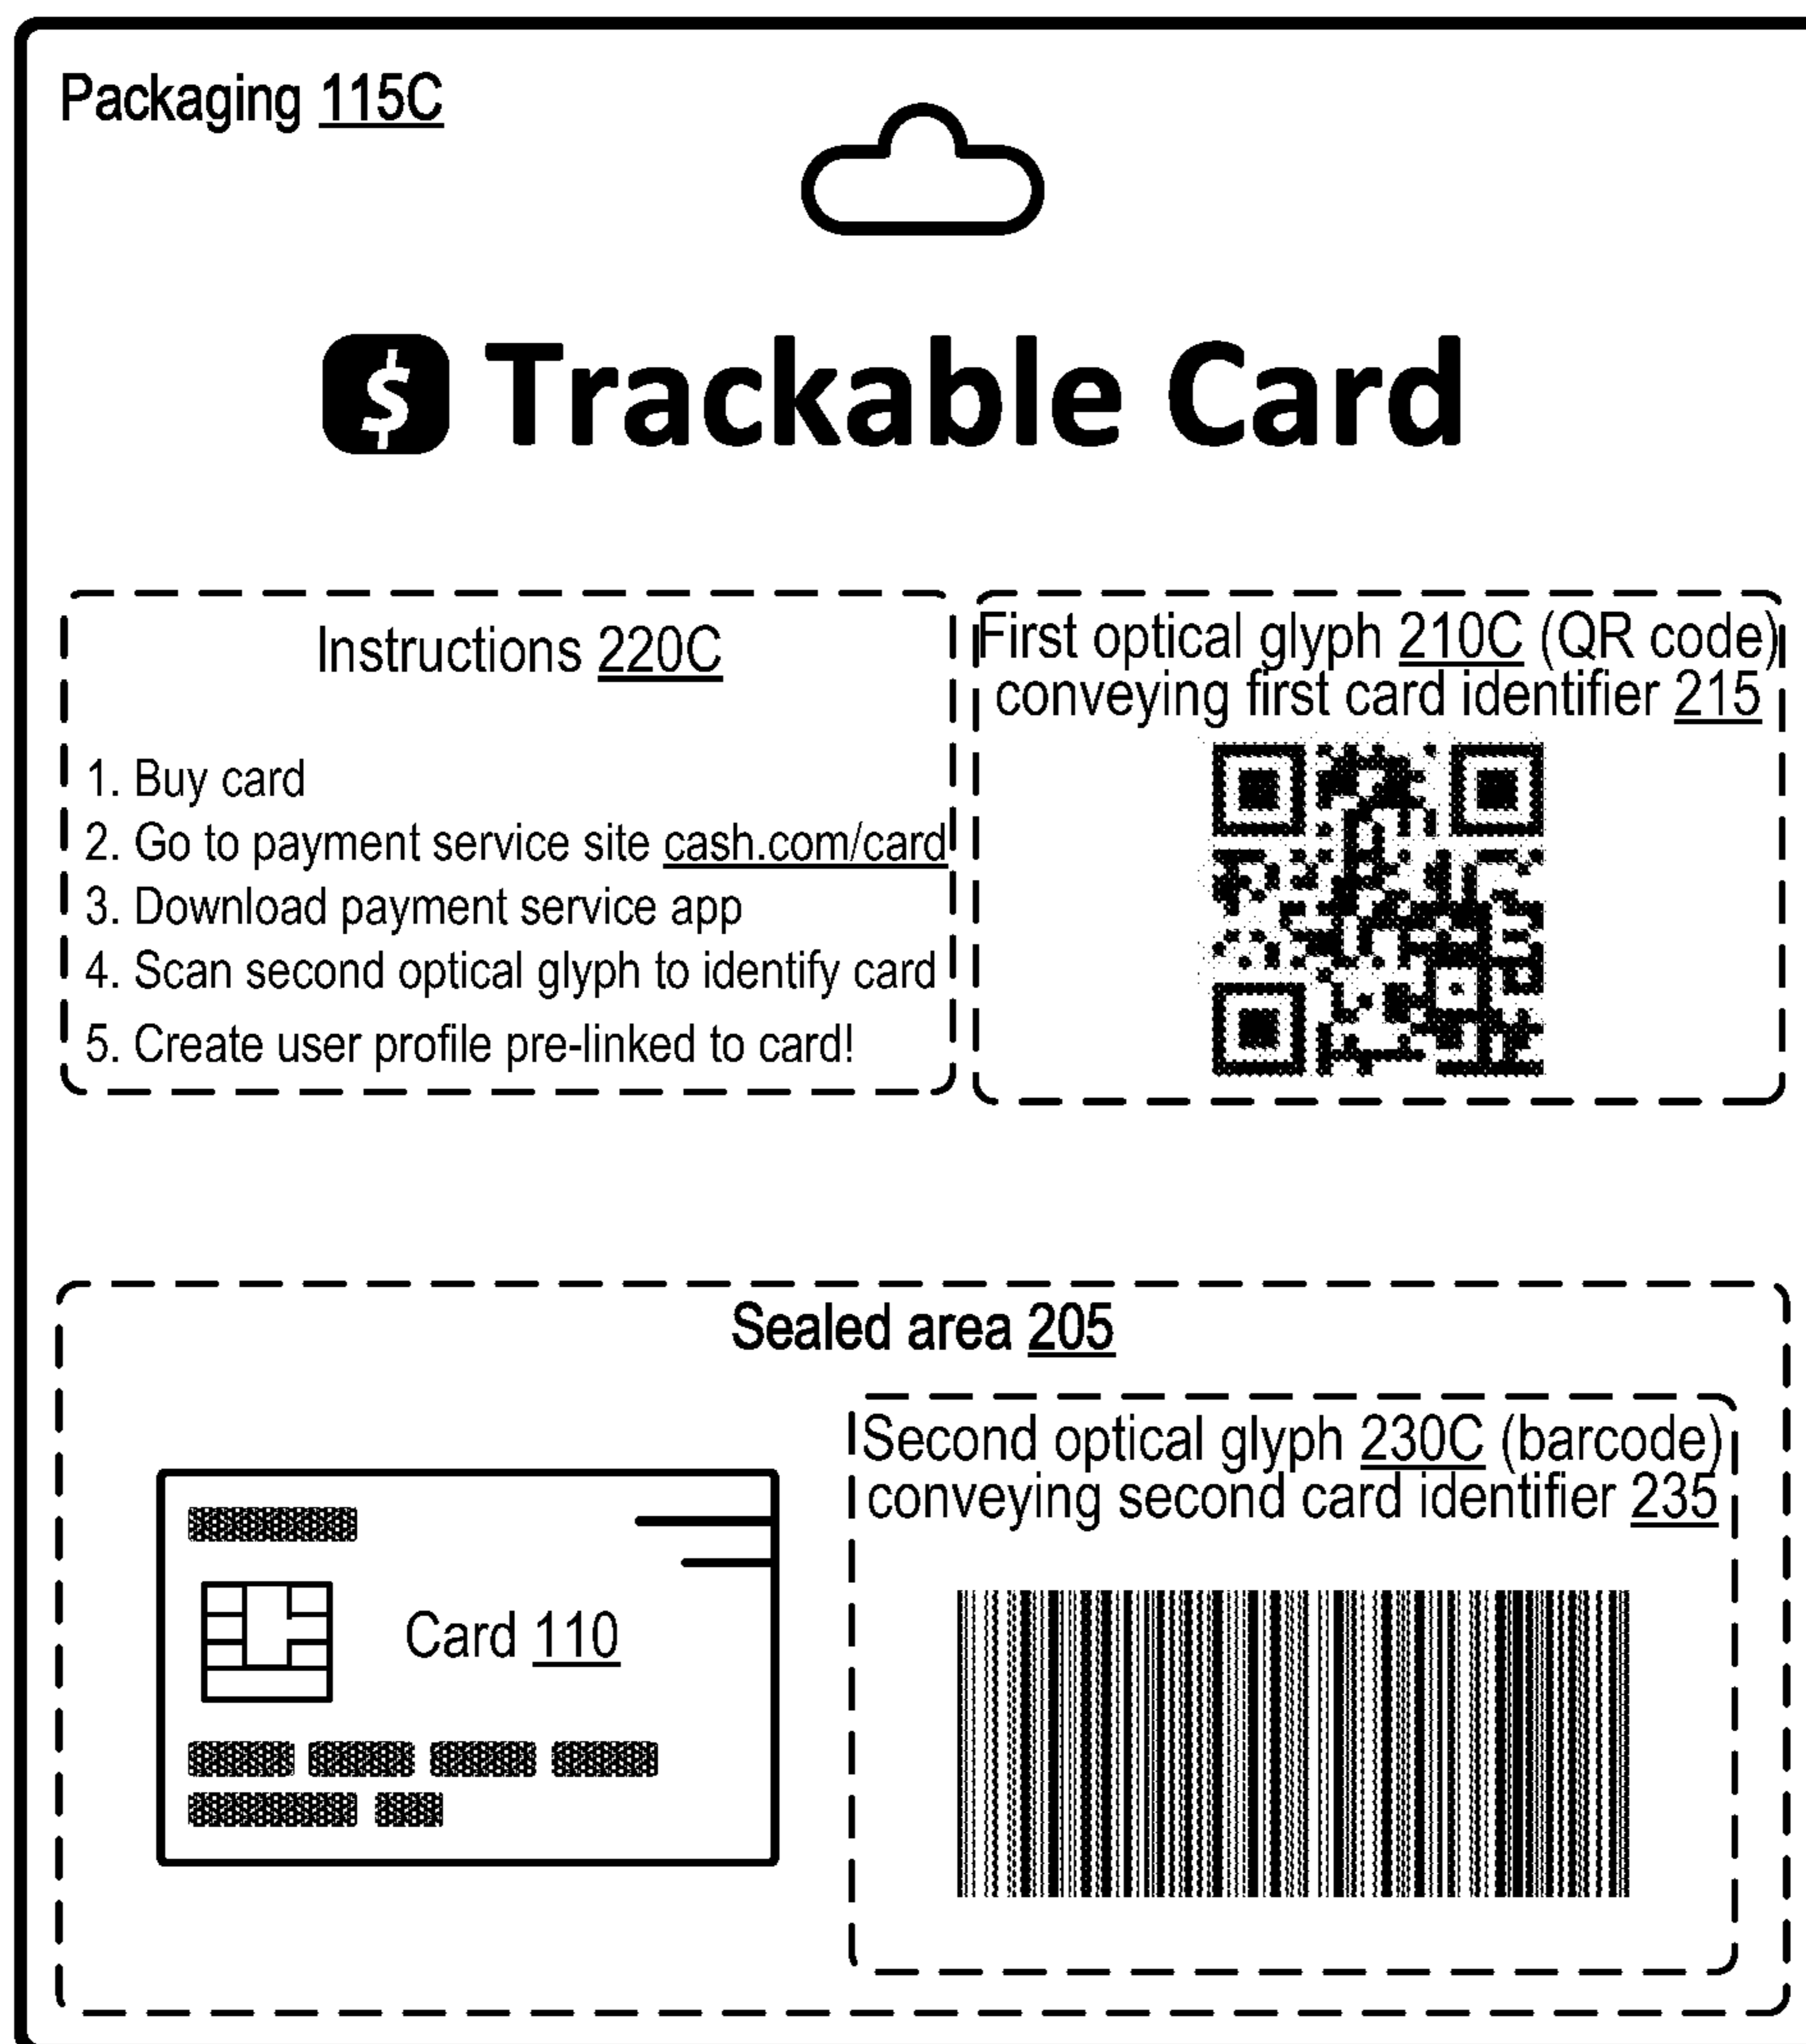 Packaging 115C
$ Trackable Card
Instructions 220C
1. Buy card
2. Go to payment service site cash.com/card
3. Download payment service app
4. Scan second optical glyph to identify card
5. Create user profile pre-linked to card!
First optical glyph 210C (QR code)
conveying first card identifier 215
Sealed area 205
Card 110
Second optical glyph 230C (barcode)
conveying second card identifier 235